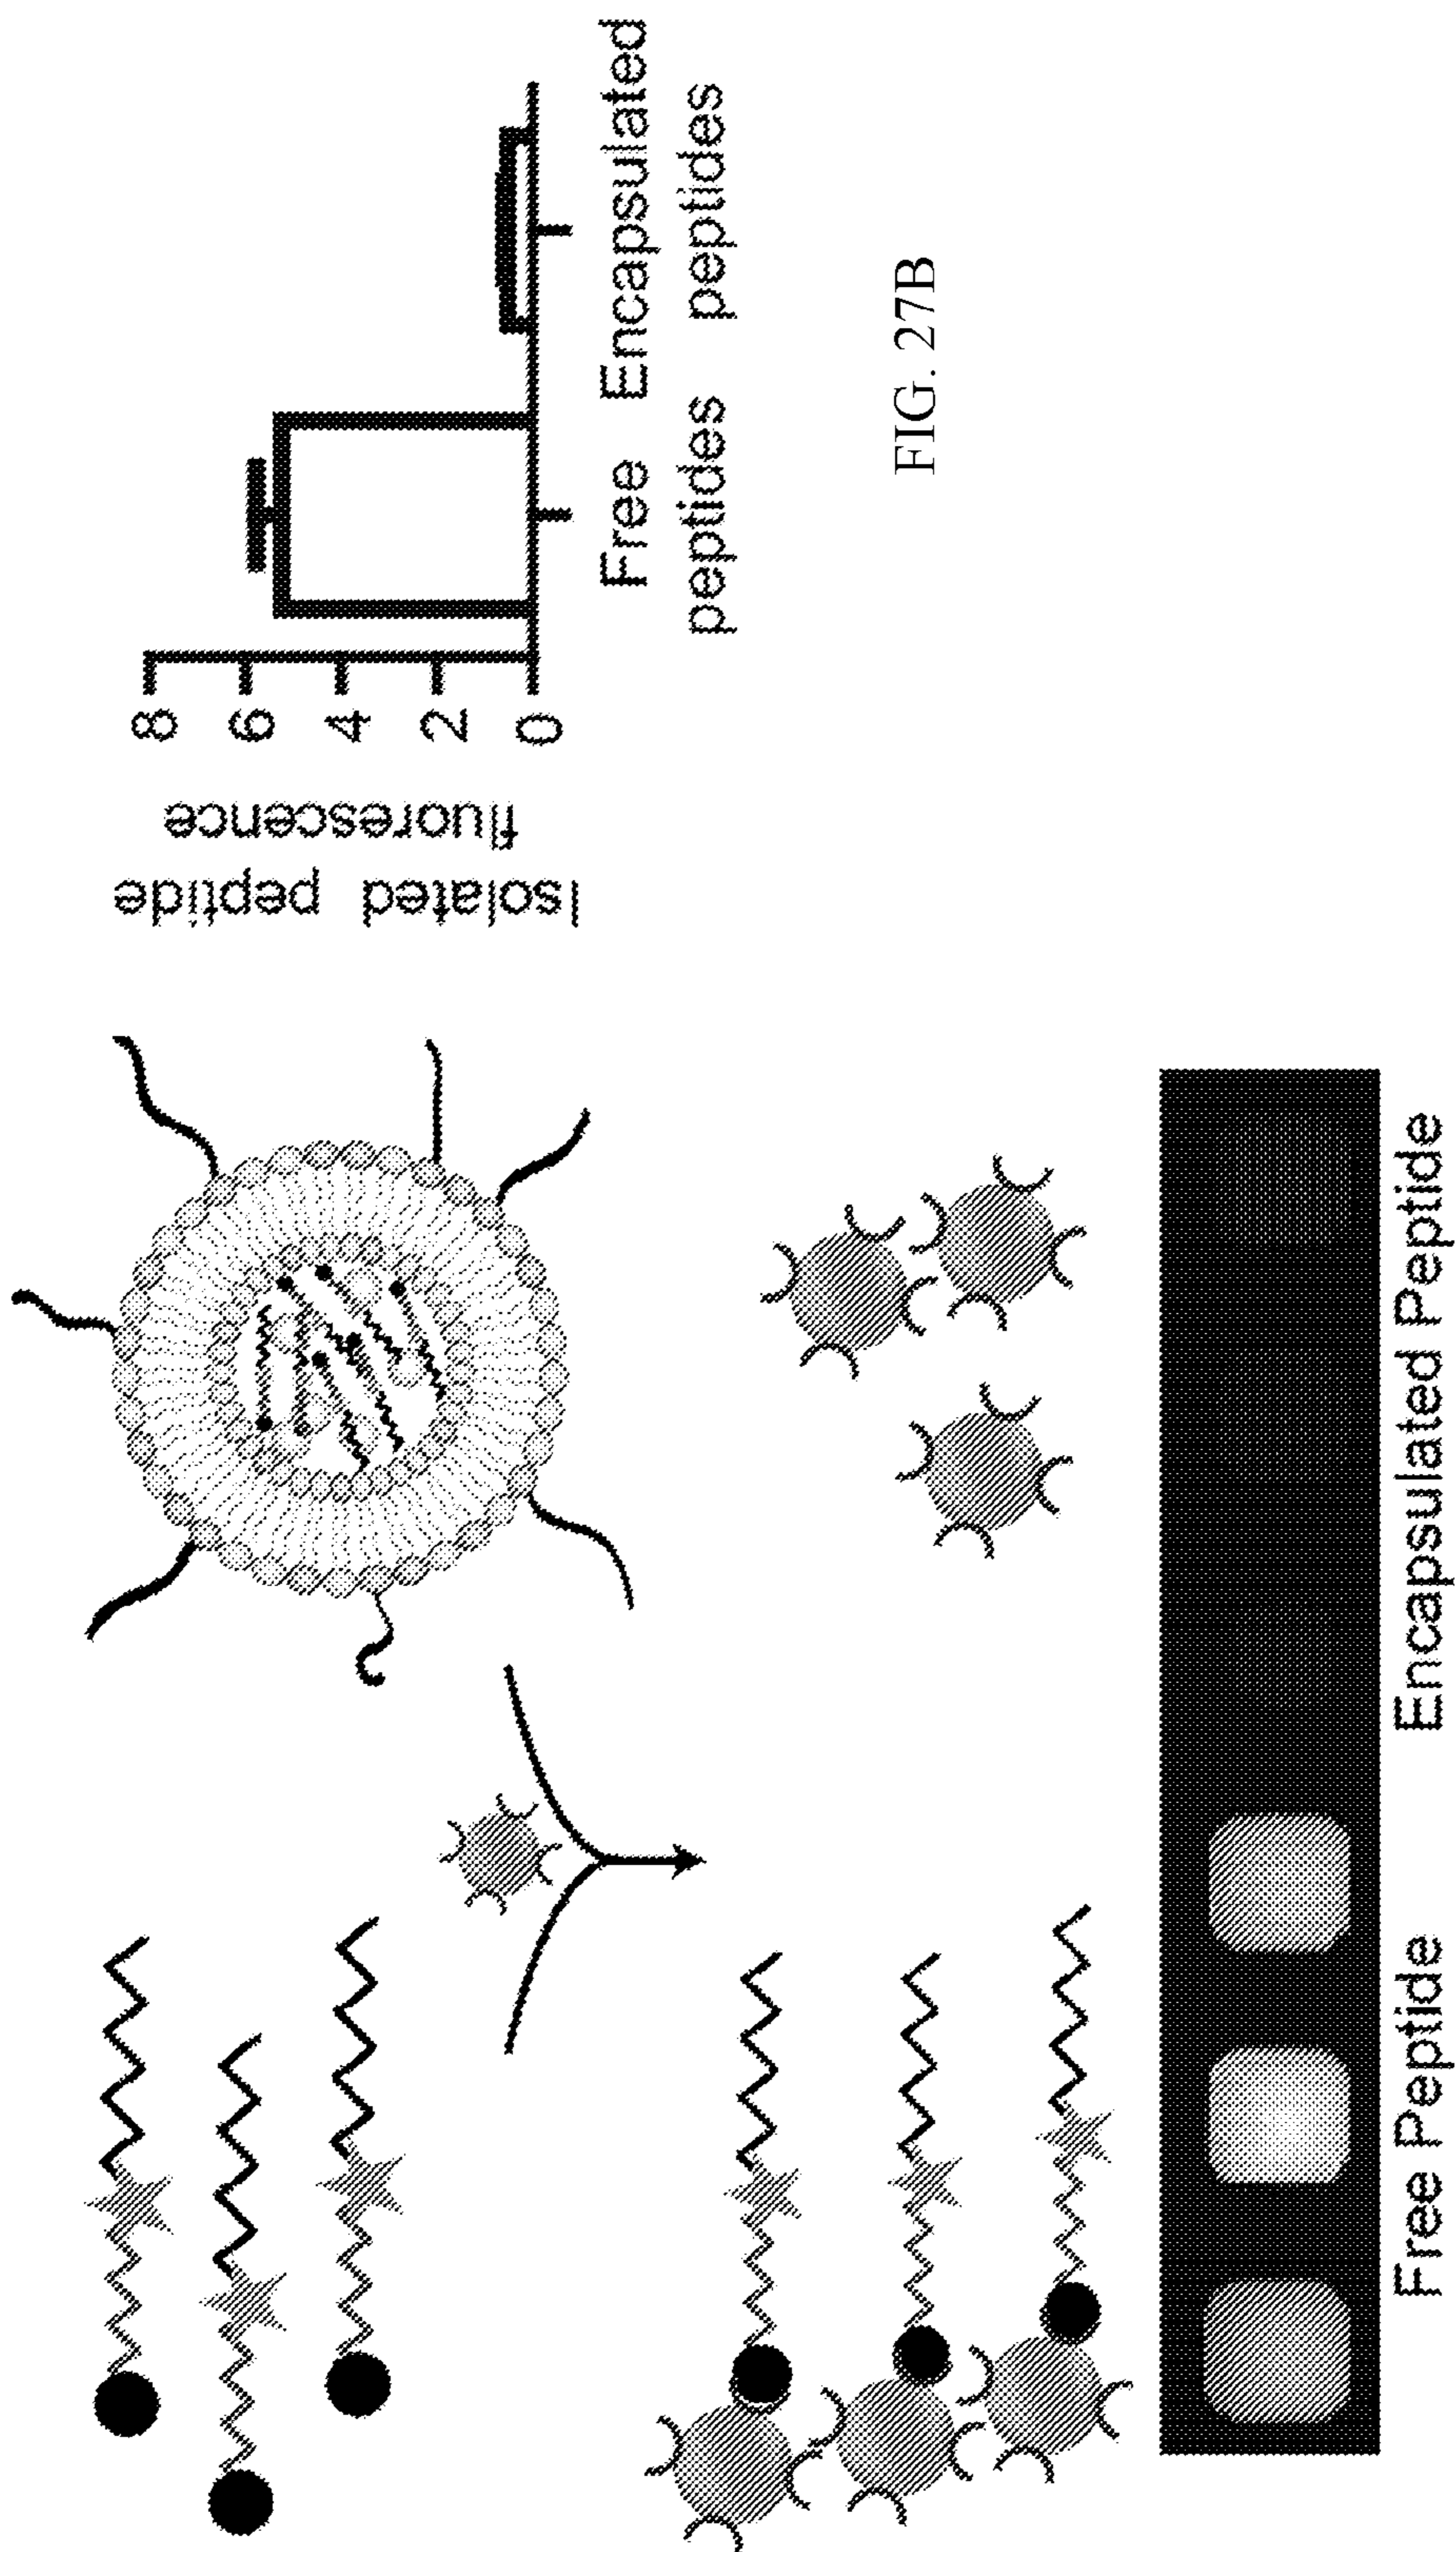 Free Peptide
Encapsulated Peptide
Isolated peptide
fluorescence
8
6
4
2
0
Free
peptides
Encapsulated
peptides
FIG. 27B